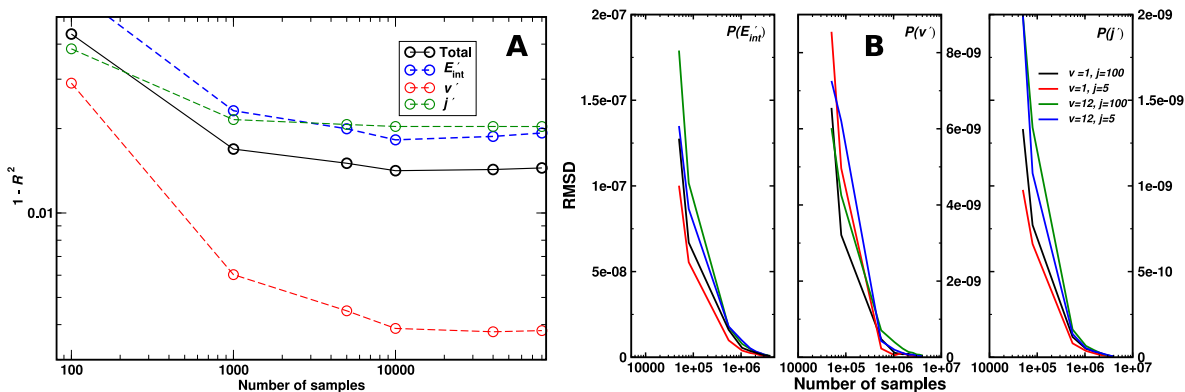 A
Total
E´int
v´
j´
1 - R²
0.01
100
1000
10000
Number of samples
B
RMSD
2e-07
1.5e-07
1e-07
5e-08
0
P(E´int)
10000
1e+05
1e+06
P(v´)
8e-09
6e-09
4e-09
2e-09
0
10000
1e+05
1e+06
1e+07
Number of samples
P(j´)
2e-09
1.5e-09
1e-09
5e-10
0
v =1, j=100
v=1, j=5
v=12, j=100
v=12, j=5
10000
1e+05
1e+06
1e+07